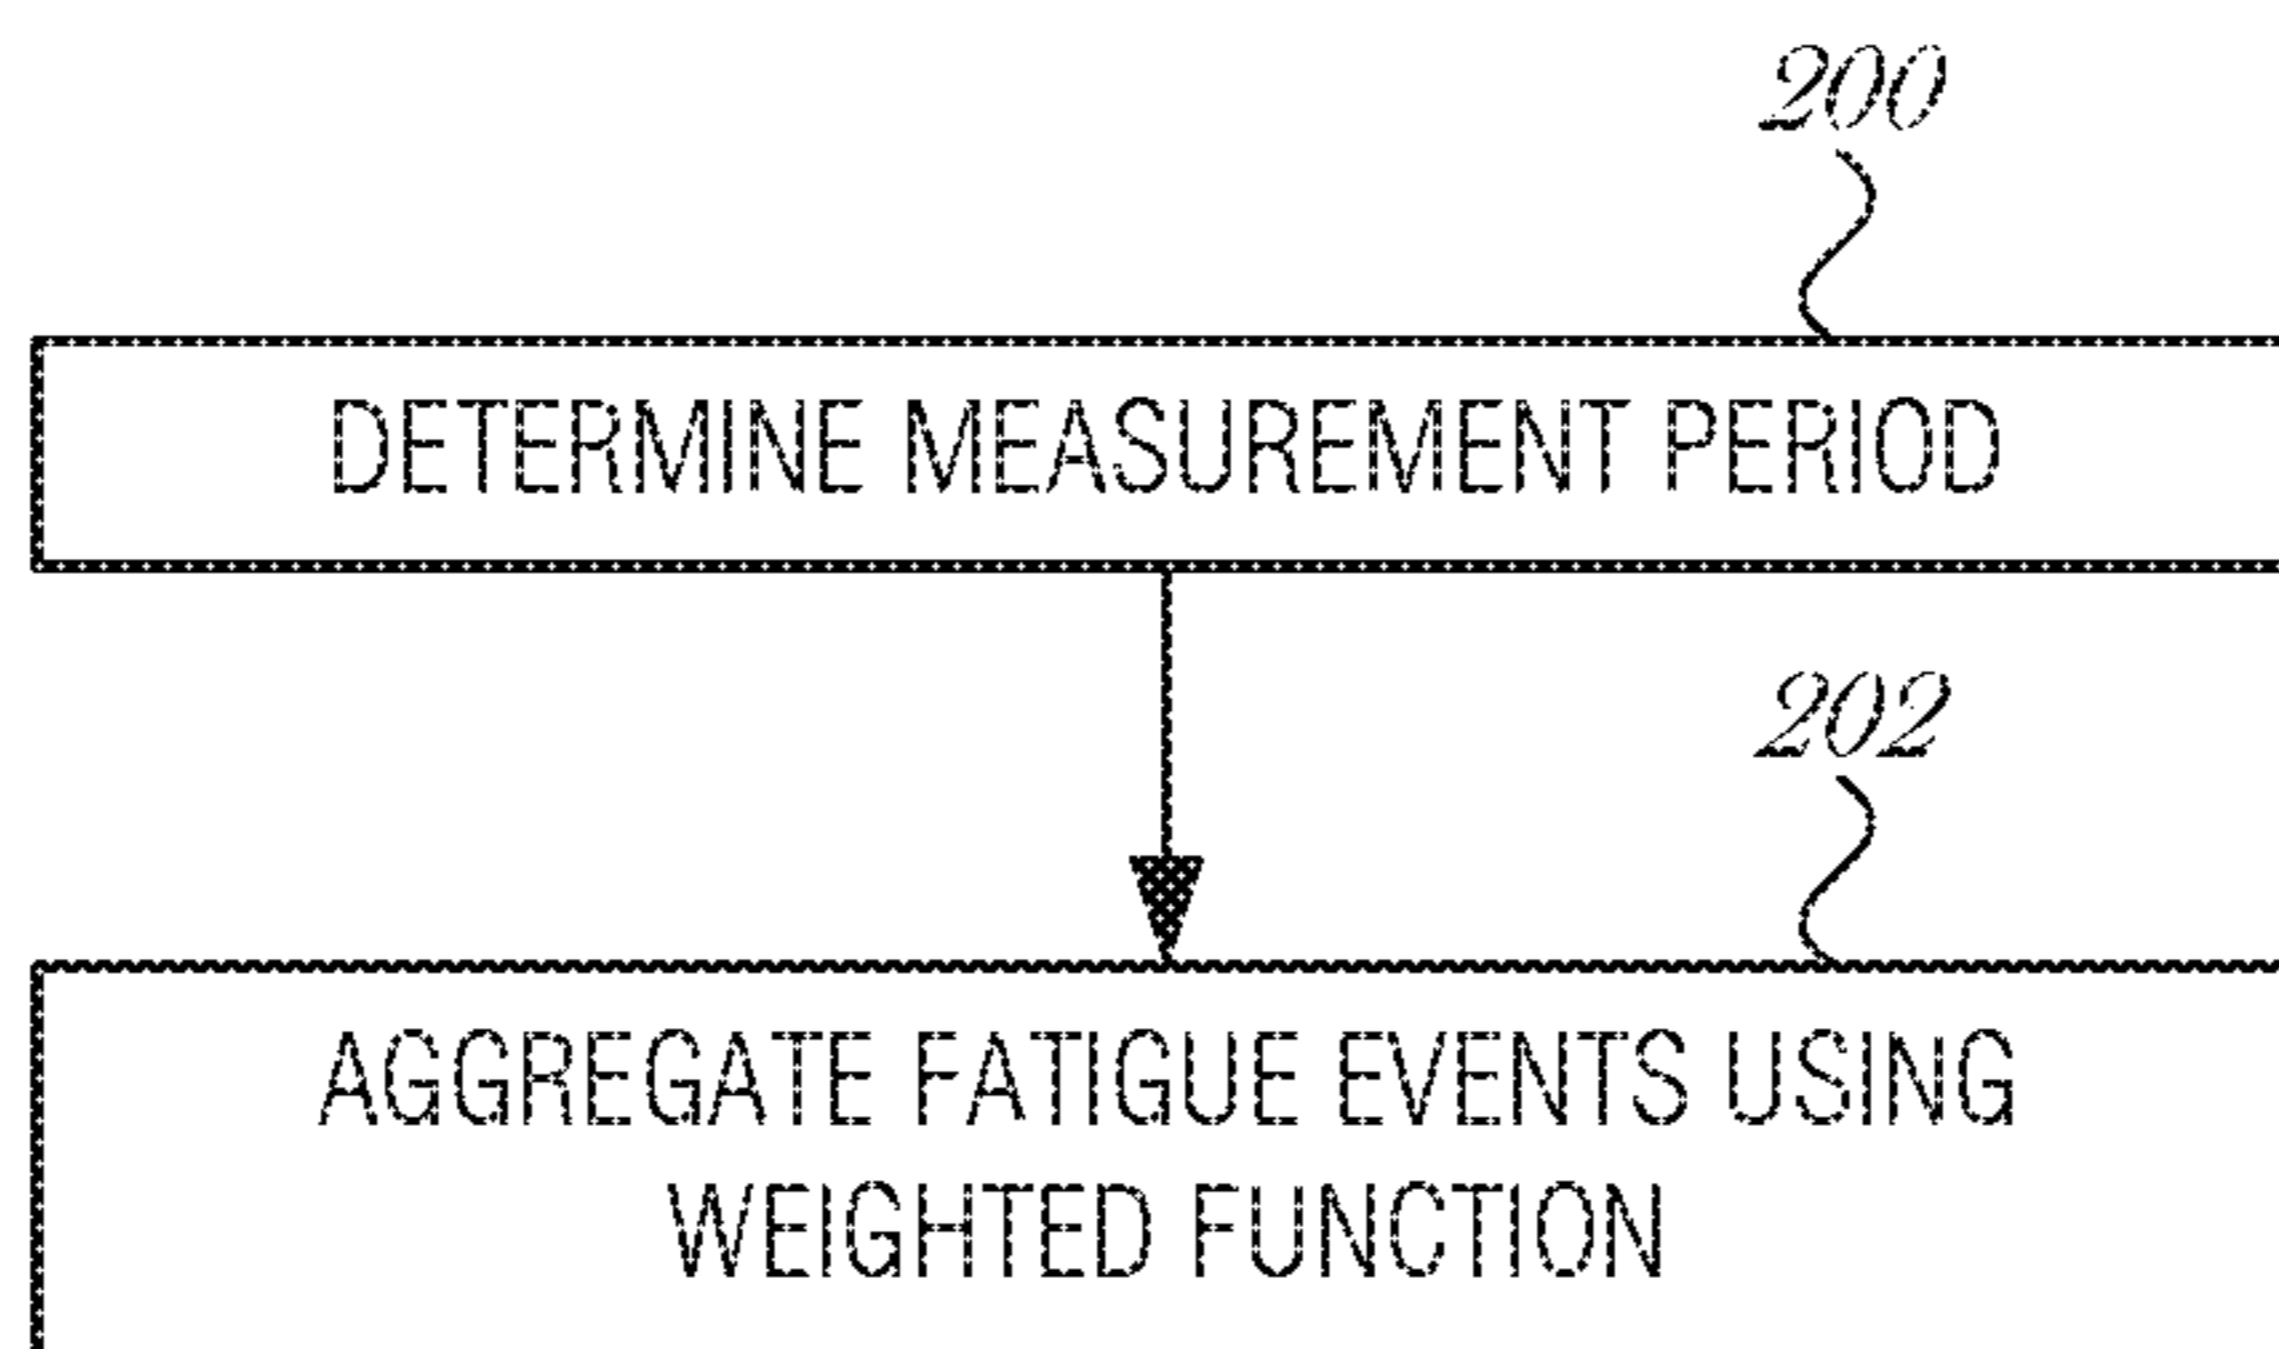 200
DETERMINE MEASUREMENT PERIOD
202
AGGREGATE FATIGUE EVENTS USING
WEIGHTED FUNCTION